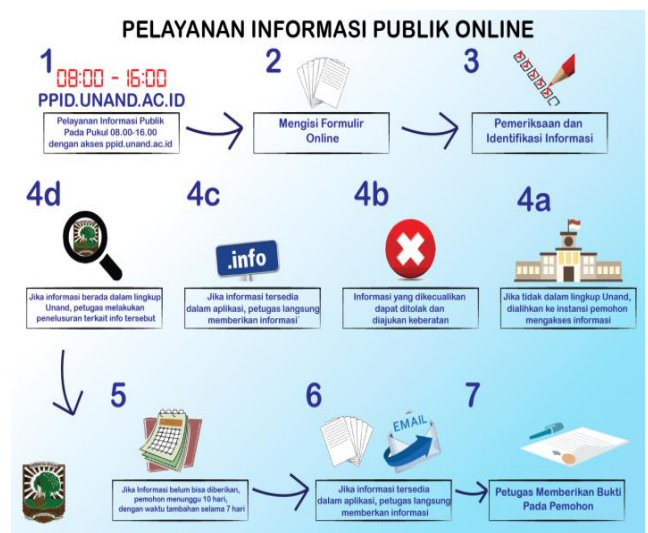 PELAYANAN INFORMASI PUBLIK ONLINE
1
08:00 - 16:00
PPID.UNAND.AC.ID
Pelayanan Informasi Publik
Pada Pukul 08.00-16.00
dengan akses ppid.unand.ac.id
2
Mengisi Formulir
Online
3
Pemeriksaan dan
Identifikasi Informasi
4d
Jika informasi berada dalam lingkup
Unand, petugas melakukan
penelusuran terkait info tersebut
4c
.info
Jika informasi tersedia
dalam aplikasi, petugas langsung
memberikan informasi`
4b
Informasi yang dikecualikan
dapat ditolak dan
diajukan keberatan
4a
Jika tidak dalam lingkup Unand,
dialihkan ke instansi pemohon
mengakses informasi
5
Jika Informasi belum bisa diberikan,
pemohon menunggu 10 hari,
dengan waktu tambahan selama 7 hari
6
EMAIL
Jika informasi tersedia
dalam aplikasi, petugas langsung
memberkan informasi
7
Petugas Memberikan Bukti
Pada Pemohon